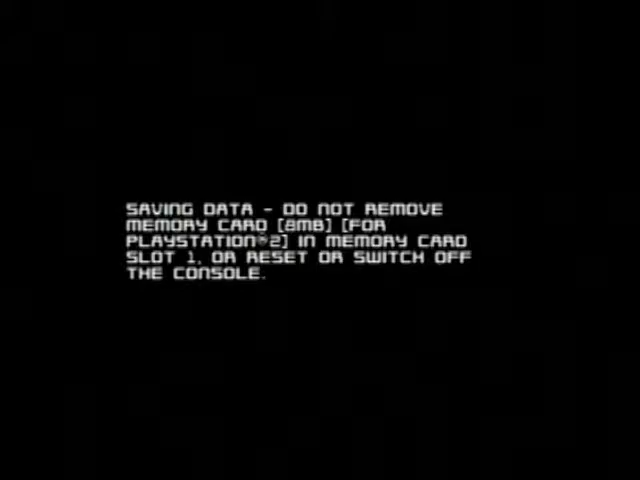 SAVING DATA - DO NOT REMOVE
MEMORY CARD [8MB] [FOR
PLAYSTATION®2] IN MEMORY CARD
SLOT 1, OR RESET OR SWITCH OFF
THE CONSOLE.